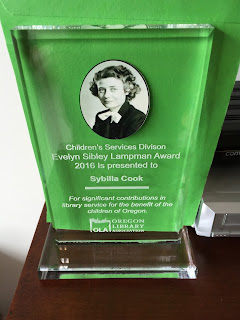 Children's Services Divison
Evelyn Sibley Lampman Award
2016 Is presented to
Sybilla Cook
For significant contributions in
library service for the benefit of the
children of Oregon.
OLA
OREGON
LIBRARY
ASSOCIATION